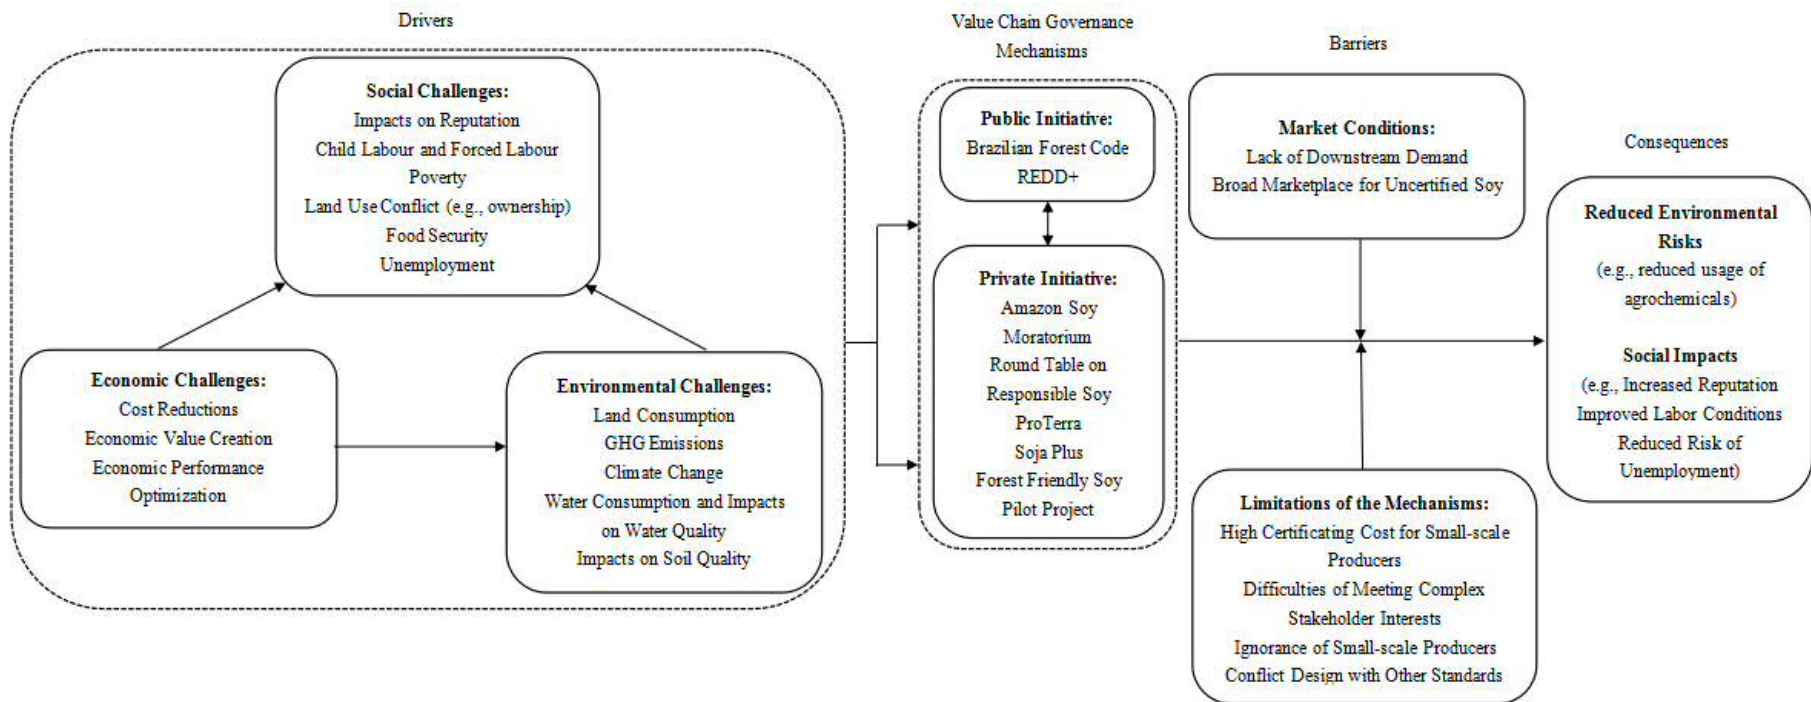 Drivers
Social Challenges:
Impacts on Reputation
Child Labour and Forced Labour
Poverty
Land Use Conflict (e.g., ownership)
Food Security
Unemployment
Economic Challenges:
Cost Reductions
Economic Value Creation
Economic Performance
Optimization
Environmental Challenges:
Land Consumption
GHG Emissions
Climate Change
Water Consumption and Impacts
on Water Quality
Impacts on Soil Quality
Value Chain Governance
Mechanisms
Public Initiative:
Brazilian Forest Code
REDD+
Private Initiative:
Amazon Soy
Moratorium
Round Table on
Responsible Soy
ProTerra
Soja Plus
Forest Friendly Soy
Pilot Project
Barriers
Market Conditions:
Lack of Downstream Demand
Broad Marketplace for Uncertified Soy
Limitations of the Mechanisms:
High Certificating Cost for Small-scale
Producers
Difficulties of Meeting Complex
Stakeholder Interests
Ignorance of Small-scale Producers
Conflict Design with Other Standards
Consequences
Reduced Environmental
Risks
(e.g., reduced usage of
agrochemicals)
Social Impacts
(e.g., Increased Reputation
Improved Labor Conditions
Reduced Risk of
Unemployment)